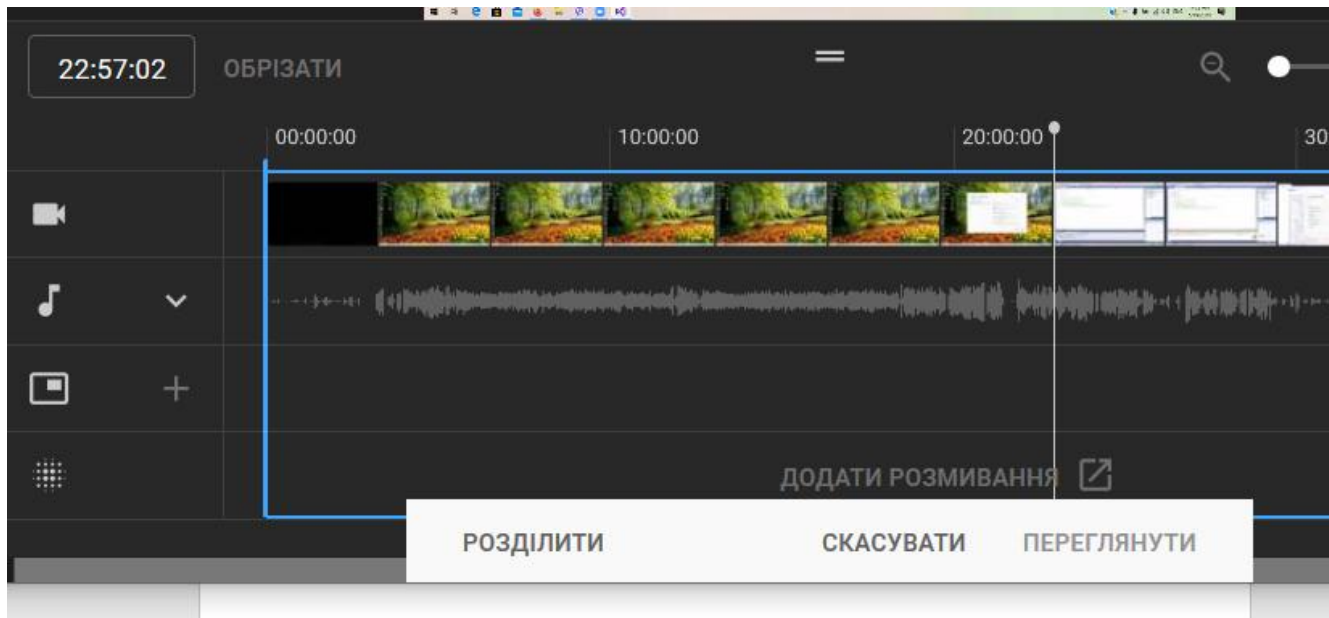 22:57:02 ОБРІЗАТИ
00:00:00 10:00:00 20:00:00 30
ДОДАТИ РОЗМИВАННЯ
РОЗДІЛИТИ СКАСУВАТИ ПЕРЕГЛЯНУТИ